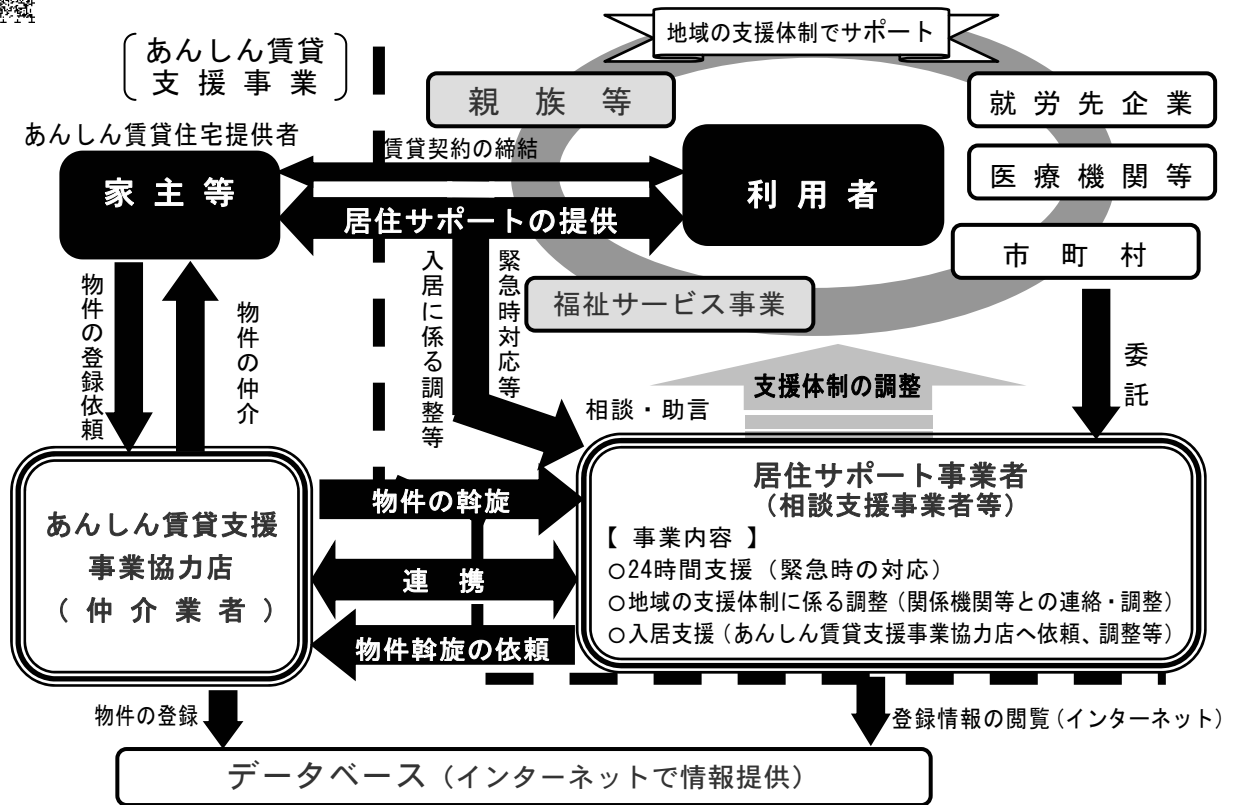 地域の支援体制でサポート
あんしん賃貸
支援事業
親族等
就労先企業
あんしん賃貸住宅提供者
賃貸契約の締結
医療機関等
家主等
利用者
居住サポートの提供
市町村
物件の登録依頼
物件の仲介
入居に係る調整等
緊急時対応等
福祉サービス事業
委託
支援体制の調整
相談・助言
あんしん賃貸支援
事業協力店
(仲介業者)
物件の斡旋
連携
物件斡旋の依頼
居住サポート事業者
(相談支援事業者等)
【 事業内容 】
○24時間支援(緊急時の対応)
○地域の支援体制に係る調整(関係機関等との連絡・調整)
○入居支援(あんしん賃貸支援事業協力店へ依頼、調整等)
物件の登録
登録情報の閲覧(インターネット)
データベース(インターネットで情報提供)